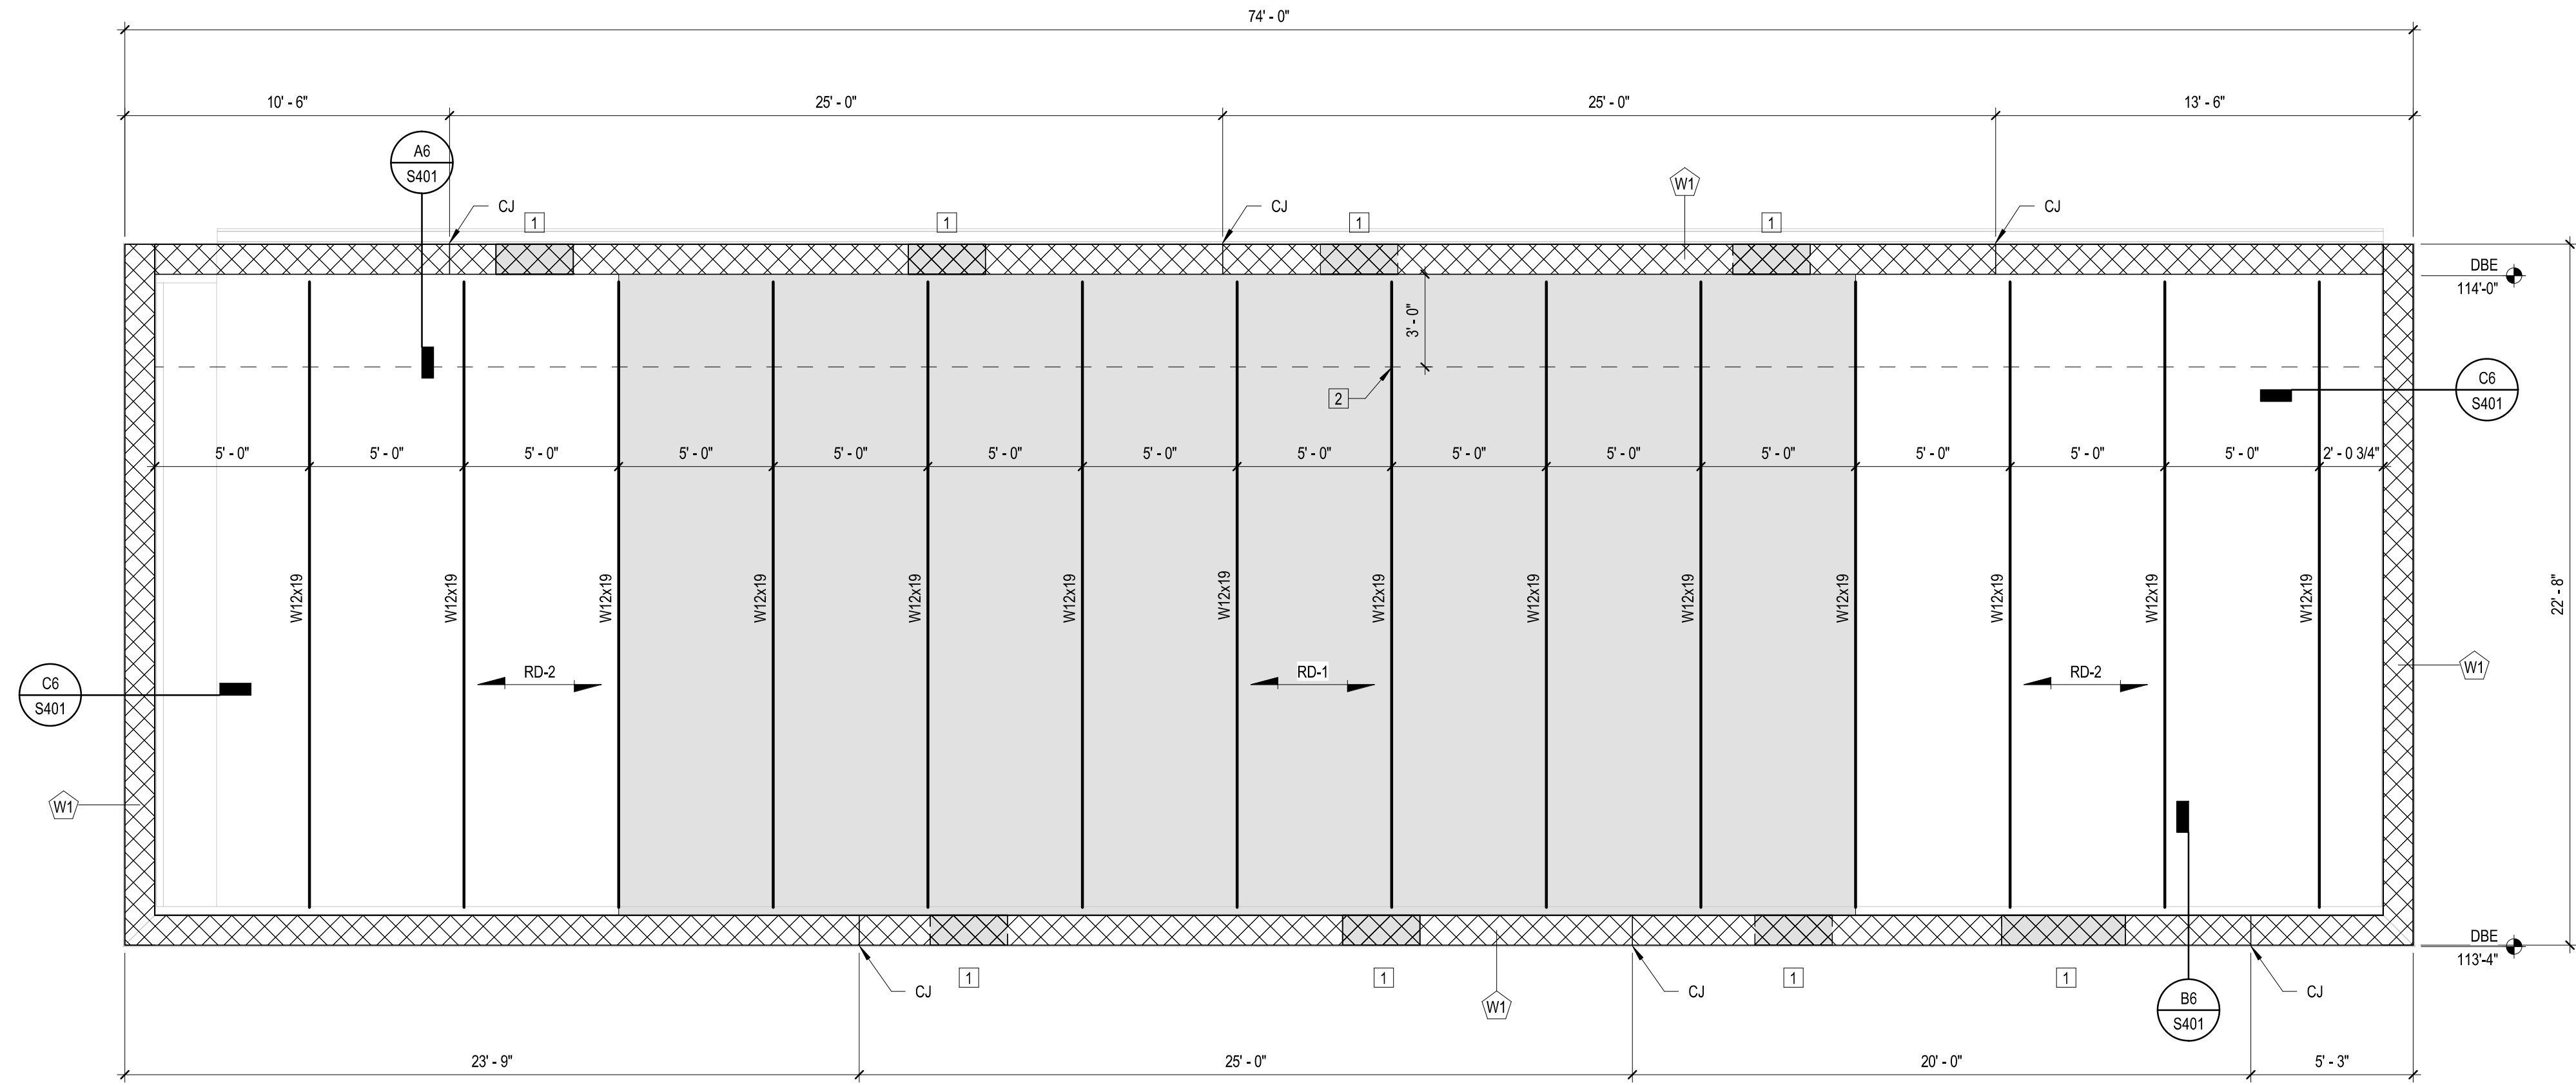 74' - 0"
10' - 6"
25' - 0"
25' - 0"
13' - 6"
A6
S401
W1
CJ
1
1
CJ
1
1
CJ
DBE
114'-0"
3' - 0"
2
C6
S401
5' - 0"
5' - 0"
5' - 0"
5' - 0"
5' - 0"
5' - 0"
5' - 0"
5' - 0"
5' - 0"
5' - 0"
5' - 0"
5' - 0"
5' - 0"
5' - 0"
2' - 0 3/4"
W12x19
W12x19
W12x19
W12x19
W12x19
W12x19
W12x19
W12x19
W12x19
W12x19
W12x19
W12x19
W12x19
W12x19
22' - 8"
RD-2
RD-1
RD-2
W1
C6
S401
W1
DBE
113'-4"
1
1
1
1
CJ
W1
CJ
CJ
B6
S401
23' - 9"
25' - 0"
20' - 0"
5' - 3"